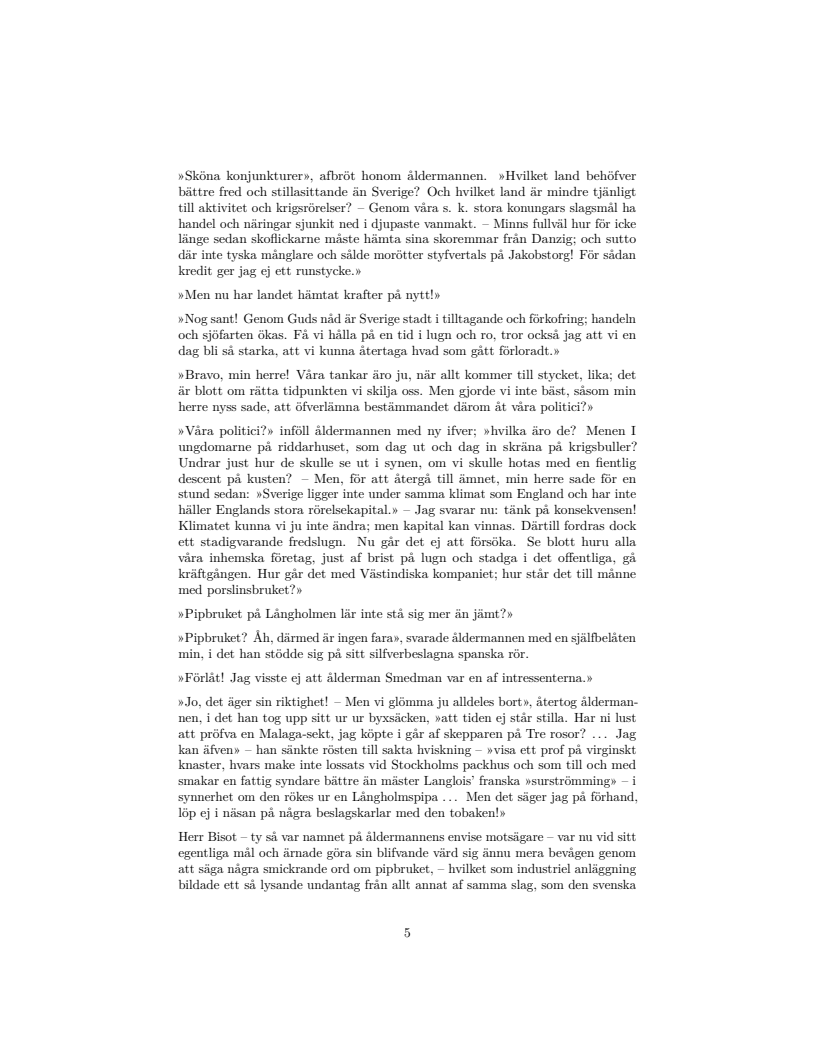 »Sköna konjunkturer», afbröt honom åldermannen. »Hvilket land behöfver
bättre fred och stillasittande än Sverige? Och hvilket land är mindre tjänligt
till aktivitet och krigsrörelser? – Genom våra s. k. stora konungars slagsmål ha
handel och näringar sjunkit ned i djupaste vanmakt. – Minns fullväl hur för icke
länge sedan skoflickarne måste hämta sina skoremmar från Danzig; och sutto
där inte tyska månglare och sålde morötter styfvertals på Jakobstorg! För sådan
kredit ger jag ej ett runstycke.»
»Men nu har landet hämtat krafter på nytt!»
»Nog sant! Genom Guds nåd är Sverige stadt i tilltagande och förkofring; handeln
och sjöfarten ökas. Få vi hålla på en tid i lugn och ro, tror också jag att vi en
dag bli så starka, att vi kunna återtaga hvad som gått förloradt.»
»Bravo, min herre! Våra tankar äro ju, när allt kommer till stycket, lika; det
är blott om rätta tidpunkten vi skilja oss. Men gjorde vi inte bäst, såsom min
herre nyss sade, att öfverlämna bestämmandet därom åt våra politici?»
»Våra politici?» inföll åldermannen med ny ifver; »hvilka äro de? Menen I
ungdomarne på riddarhuset, som dag ut och dag in skräna på krigsbuller?
Undrar just hur de skulle se ut i synen, om vi skulle hotas med en fientlig
descent på kusten? – Men, för att återgå till ämnet, min herre sade för en
stund sedan: »Sverige ligger inte under samma klimat som England och har inte
häller Englands stora rörelsekapital.» – Jag svarar nu: tänk på konsekvensen!
Klimatet kunna vi ju inte ändra; men kapital kan vinnas. Därtill fordras dock
ett stadigvarande fredslugn. Nu går det ej att försöka. Se blott huru alla
våra inhemska företag, just af brist på lugn och stadga i det offentliga, gå
kräftgången. Hur går det med Västindiska kompaniet; hur står det till månne
med porslinsbruket?»
»Pipbruket på Långholmen lär inte stå sig mer än jämt?»
»Pipbruket? Åh, därmed är ingen fara», svarade åldermannen med en själfbelåten
min, i det han stödde sig på sitt silfverbeslagna spanska rör.
»Förlåt! Jag visste ej att ålderman Smedman var en af intressenterna.»
»Jo, det äger sin riktighet! – Men vi glömma ju alldeles bort», återtog ålderman-
nen, i det han tog upp sitt ur ur byxsäcken, »att tiden ej står stilla. Har ni lust
att pröfva en Malaga-sekt, jag köpte i går af skepparen på Tre rosor? ... Jag
kan äfven» – han sänkte rösten till sakta hviskning – »visa ett prof på virginskt
knaster, hvars make inte lossats vid Stockholms packhus och som till och med
smakar en fattig syndare bättre än mäster Langlois' franska »surströmming» – i
synnerhet om den rökes ur en Långholmspipa ... Men det säger jag på förhand,
löp ej i näsan på några beslagskarlar med den tobaken!»
Herr Bisot – ty så var namnet på åldermannens envise motsägare – var nu vid sitt
egentliga mål och ärnade göra sin blifvande värd sig ännu mera bevågen genom
att säga några smickrande ord om pipbruket, – hvilket som industriel anläggning
bildade ett så lysande undantag från allt annat af samma slag, som den svenska
5